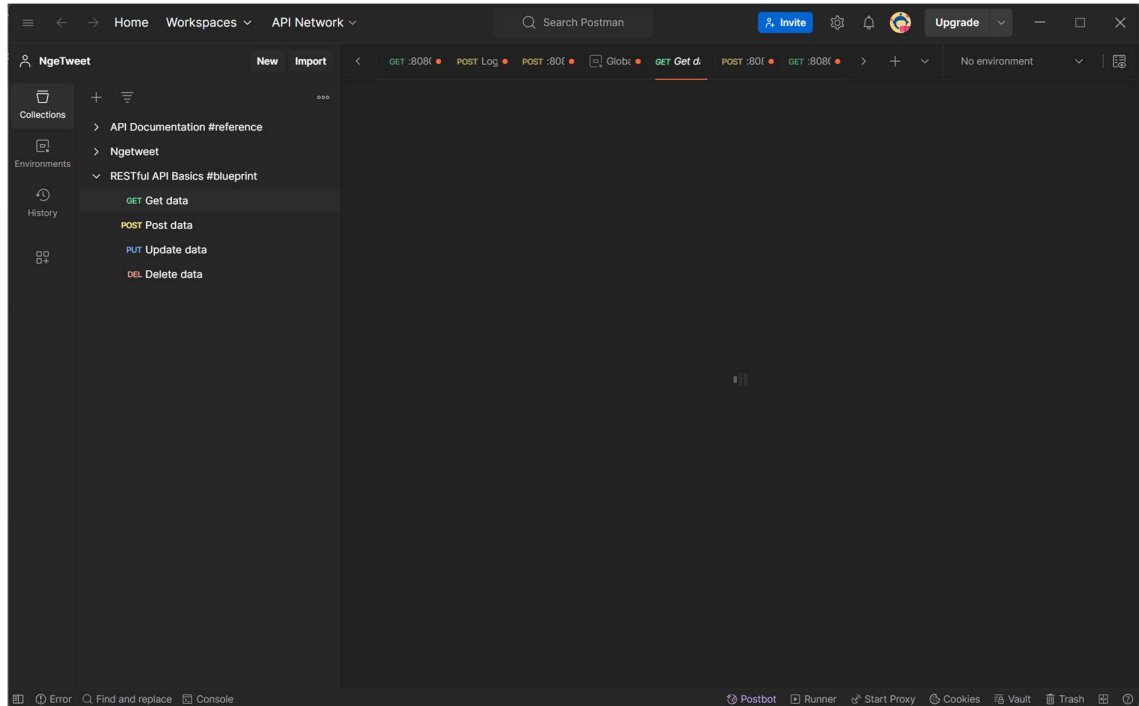 Home Workspaces API Network Search Postman Invite Upgrade
NgeTweet New Import GET :808( POST Log POST :80( Globa GET Get d POST :80( GET :808( No environment
Collections
Environments
History
API Documentation #reference
Ngetweet
RESTful API Basics #blueprint
GET Get data
POST Post data
PUT Update data
DEL Delete data
Error Find and replace Console Postbot Runner Start Proxy Cookies Vault Trash